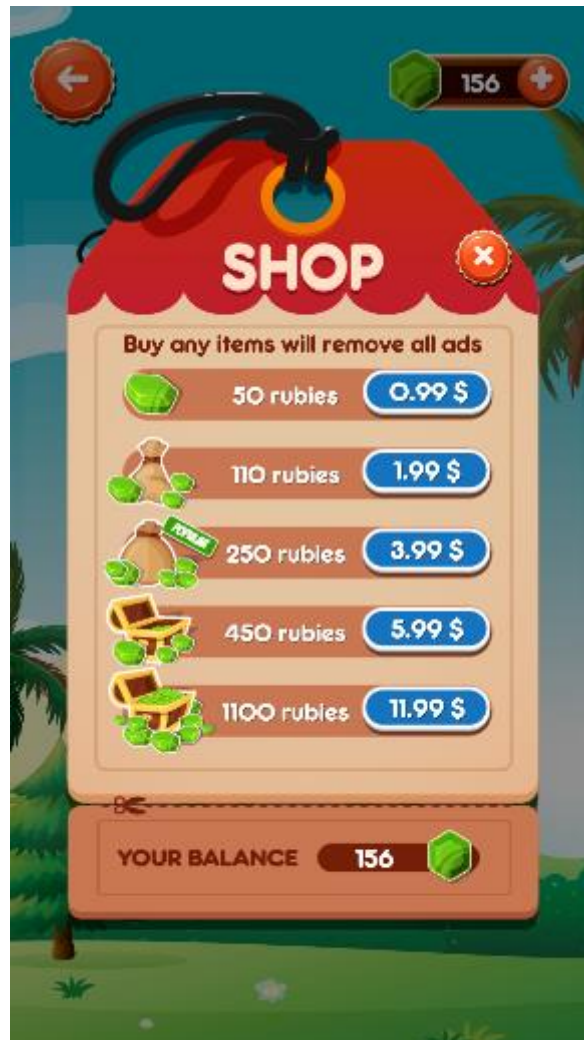 156
SHOP
Buy any items will remove all ads
50 rubies 0.99 $
110 rubies 1.99 $
POPULAR
250 rubies 3.99 $
450 rubies 5.99 $
1100 rubies 11.99 $
YOUR BALANCE 156